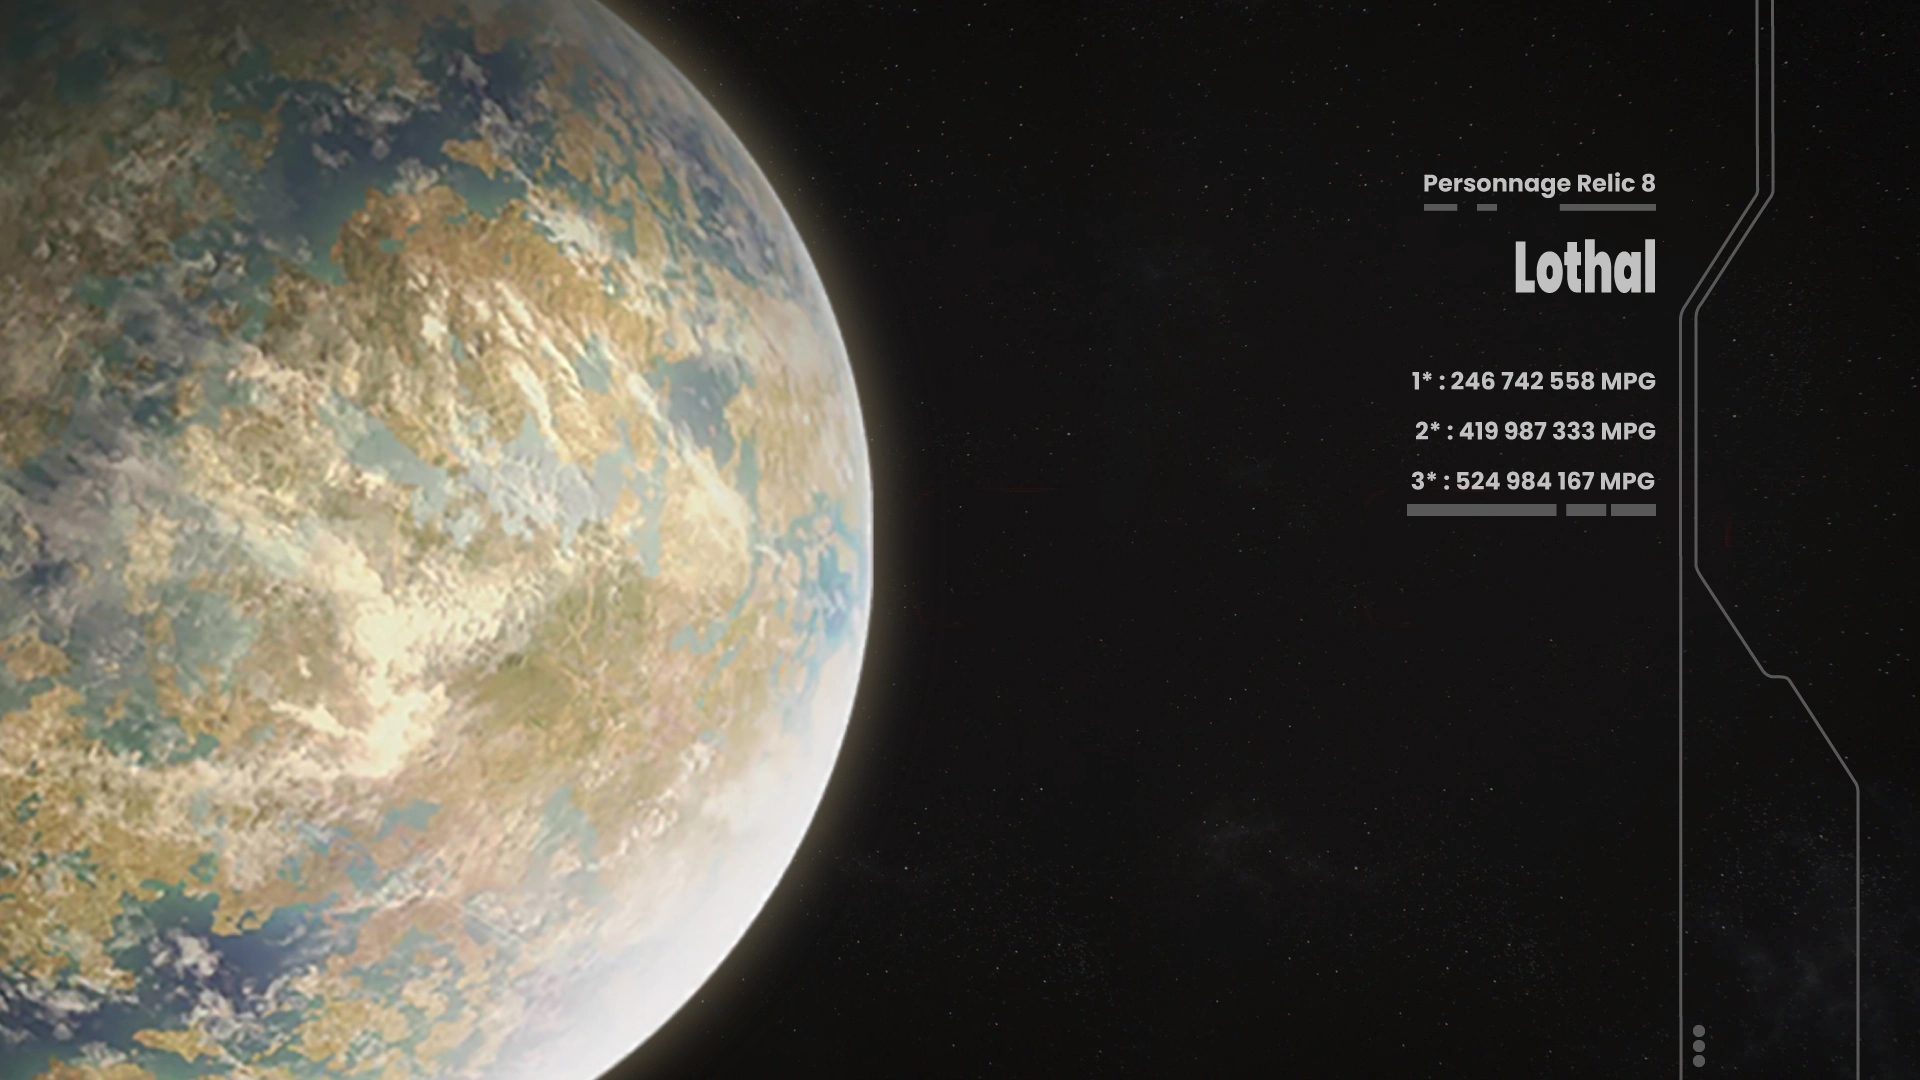 Personnage Relic 8
Lothal
1* : 246 742 558 MPG
2* : 419 987 333 MPG
3* : 524 984 167 MPG